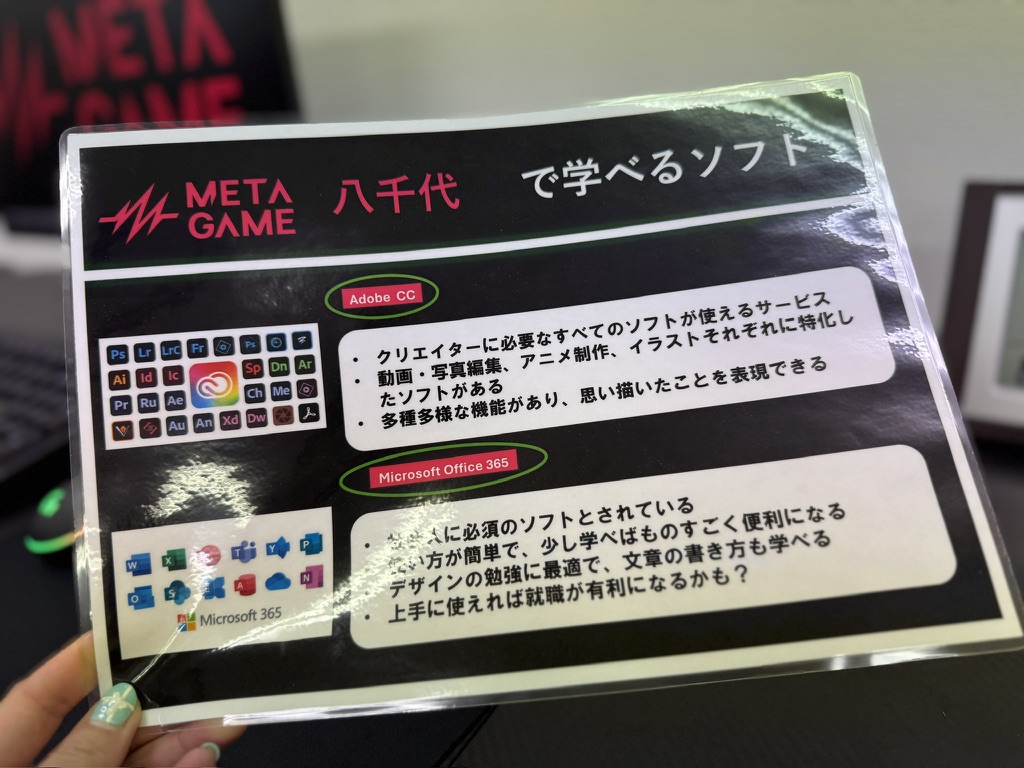 META
GAME
META
GAME
八千代
で学べるソフト
Adobe CC
Ps Lr LrC Fr Ps
Ai Id Ic Sp Dn Ar
Pr Ru Ae Ch Me
Au An Xd Dw
・ クリエイターに必要なすべてのソフトが使えるサービス
・ 動画・写真編集、アニメ制作、イラストそれぞれに特化し
たソフトがある
・ 多種多様な機能があり、思い描いたことを表現できる
Microsoft Office 365
W X T Y P
O S A N
Microsoft 365
・ 人に必須のソフトとされている
い方が簡単で、少し学べばものすごく便利になる
デザインの勉強に最適で、文章の書き方も学べる
・ 上手に使えれば就職が有利になるかも？